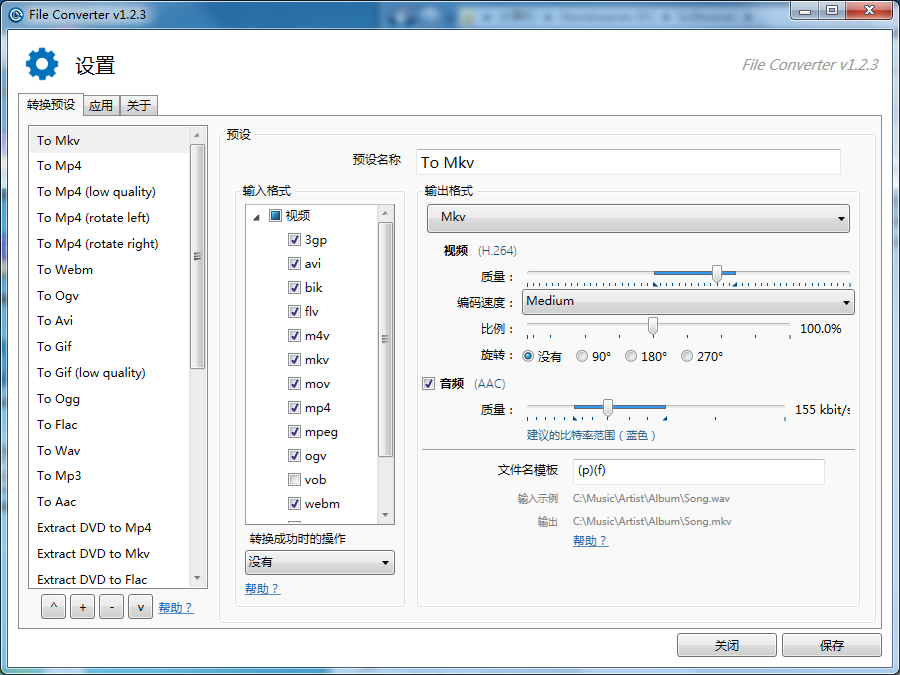 File Converter v1.2.3
设置
File Converter v1.2.3
转换预设 应用 关于
To Mkv
To Mp4
To Mp4 (low quality)
To Mp4 (rotate left)
To Mp4 (rotate right)
To Webm
To Ogv
To Avi
To Gif
To Gif (low quality)
To Ogg
To Flac
To Wav
To Mp3
To Aac
Extract DVD to Mp4
Extract DVD to Mkv
Extract DVD to Flac
^ + - v 帮助？
预设
预设名称 To Mkv
输入格式
视频
3gp
avi
bik
flv
m4v
mkv
mov
mp4
mpeg
ogv
vob
webm
转换成功时的操作
没有
帮助？
输出格式
Mkv
视频 (H.264)
质量：
编码速度： Medium
比例： 100.0%
旋转： 没有 90° 180° 270°
音频 (AAC)
质量： 155 kbit/s
建议的比特率范围（蓝色）
文件名模板 (p)(f)
输入示例 C:\Music\Artist\Album\Song.wav
输出 C:\Music\Artist\Album\Song.mkv
帮助？
关闭 保存